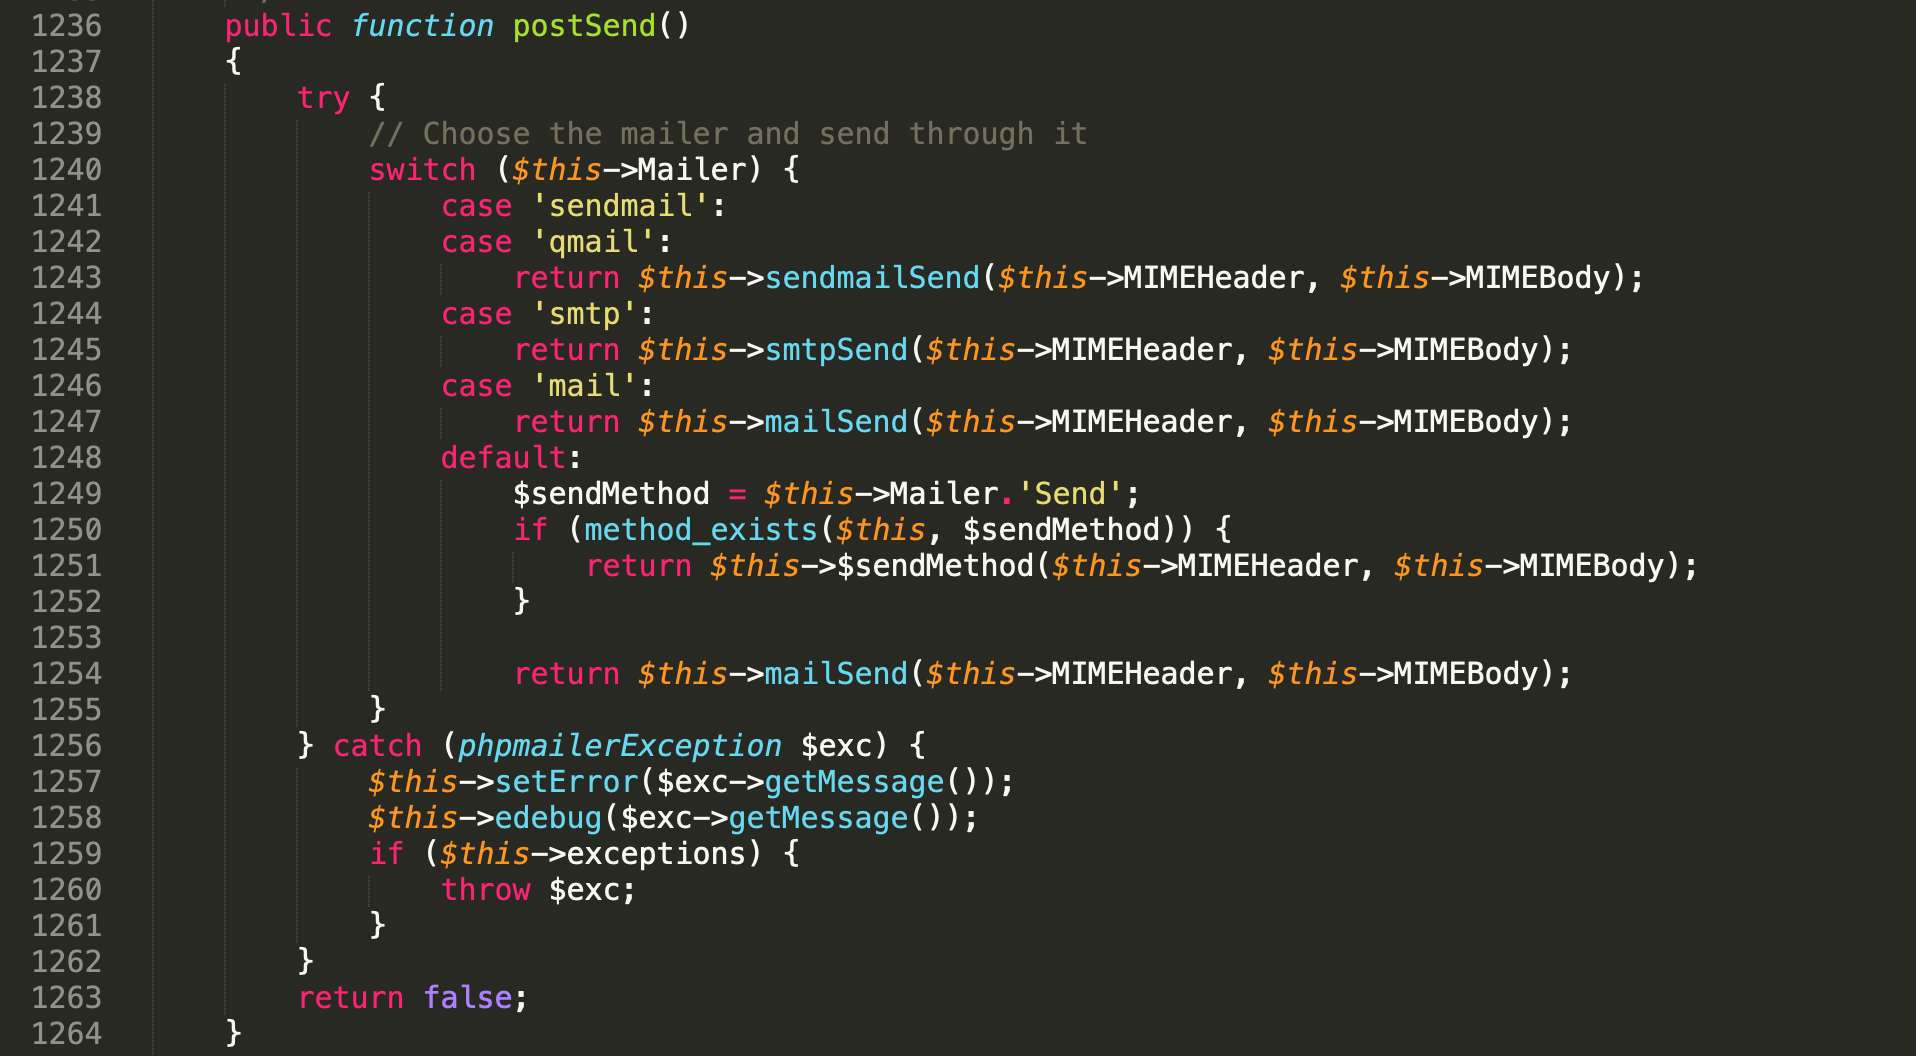 1236 public function postSend()
1237 {
1238 try {
1239 // Choose the mailer and send through it
1240 switch ($this->Mailer) {
1241 case 'sendmail':
1242 case 'qmail':
1243 return $this->sendmailSend($this->MIMEHeader, $this->MIMEBody);
1244 case 'smtp':
1245 return $this->smtpSend($this->MIMEHeader, $this->MIMEBody);
1246 case 'mail':
1247 return $this->mailSend($this->MIMEHeader, $this->MIMEBody);
1248 default:
1249 $sendMethod = $this->Mailer.'Send';
1250 if (method_exists($this, $sendMethod)) {
1251 return $this->$sendMethod($this->MIMEHeader, $this->MIMEBody);
1252 }
1253
1254 return $this->mailSend($this->MIMEHeader, $this->MIMEBody);
1255 }
1256 } catch (phpmailerException $exc) {
1257 $this->setError($exc->getMessage());
1258 $this->edebug($exc->getMessage());
1259 if ($this->exceptions) {
1260 throw $exc;
1261 }
1262 }
1263 return false;
1264 }